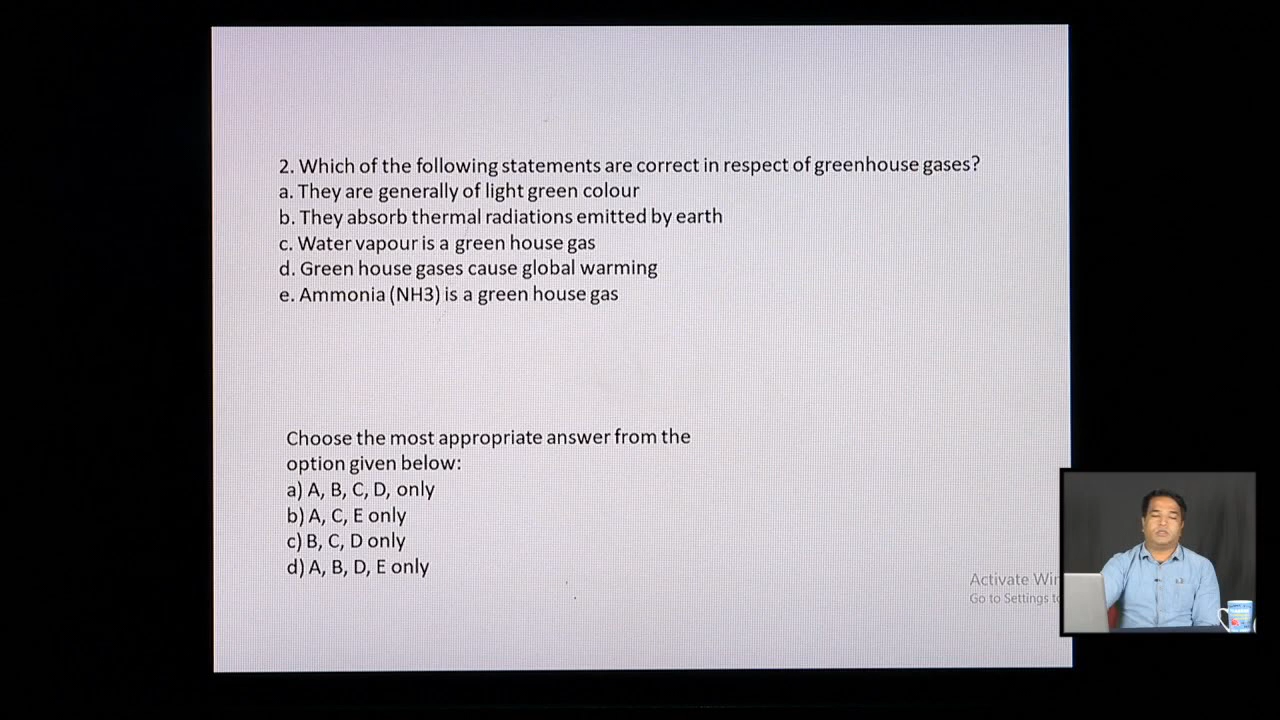 2. Which of the following statements are correct in respect of greenhouse gases?
a. They are generally of light green colour
b. They absorb thermal radiations emitted by earth
c. Water vapour is a green house gas
d. Green house gases cause global warming
e. Ammonia (NH3) is a green house gas
Choose the most appropriate answer from the
option given below:
a) A, B, C, D, only
b) A, C, E only
c) B, C, D only
d) A, B, D, E only
Activate Win
Go to Settings to